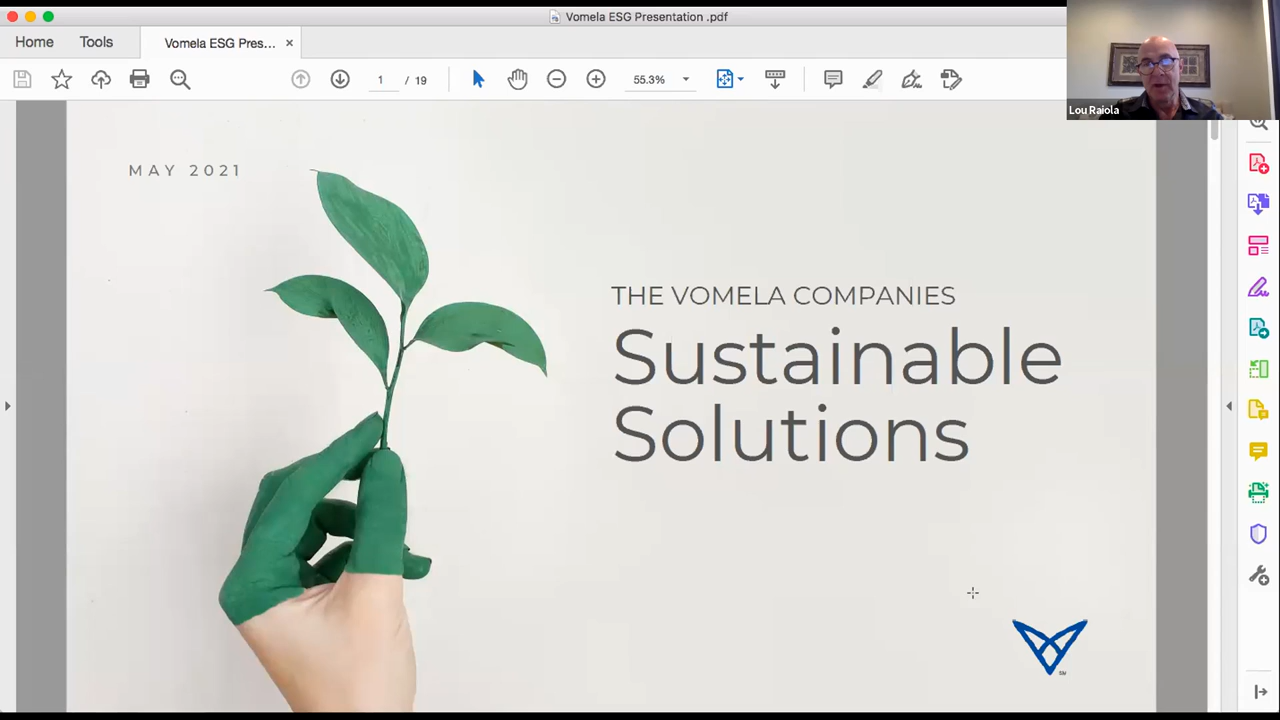 Vomela ESG Presentation .pdf
Home
Tools
Vomela ESG Pres...
1 / 19
55.3%
Lou Raiola
MAY 2021
THE VOMELA COMPANIES
Sustainable
Solutions
SM